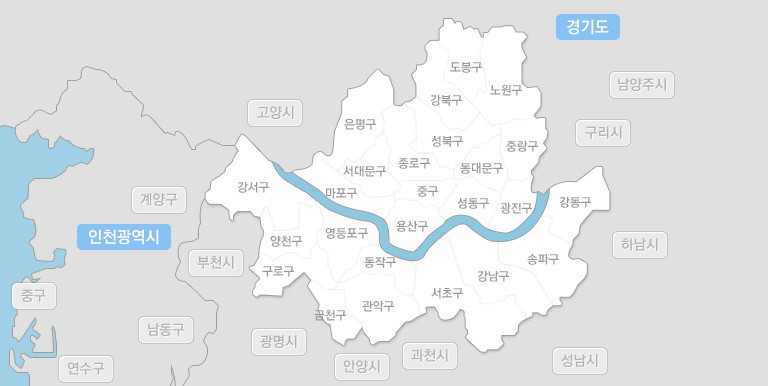 경기도
도봉구
남양주시
노원구
강북구
고양시
은평구
구리시
성북구
중랑구
종로구
서대문구
동대문구
강서구
마포구
중구
계양구
성동구
광진구
강동구
용산구
인천광역시
영등포구
양천구
하남시
부천시
동작구
송파구
구로구
강남구
중구
서초구
관악구
금천구
남동구
광명시
과천시
안양시
성남시
연수구